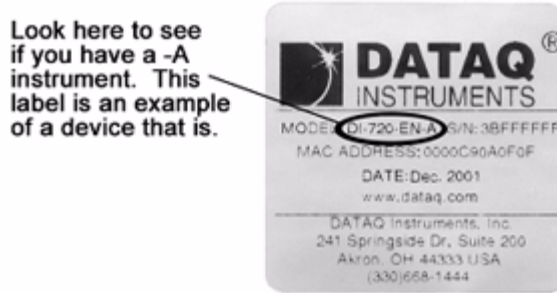 Look here to see
if you have a -A
instrument. This
label is an example
of a device that is.
DATAQ®
INSTRUMENTS
MODEL: DI-720-EN-A S/N: 3BFFFFFF
MAC ADDRESS: 0000C90A0F0F
DATE: Dec. 2001
www.dataq.com
DATAQ Instruments, Inc.
241 Springside Dr, Suite 200
Akron, OH 44333 USA
(330)668-1444